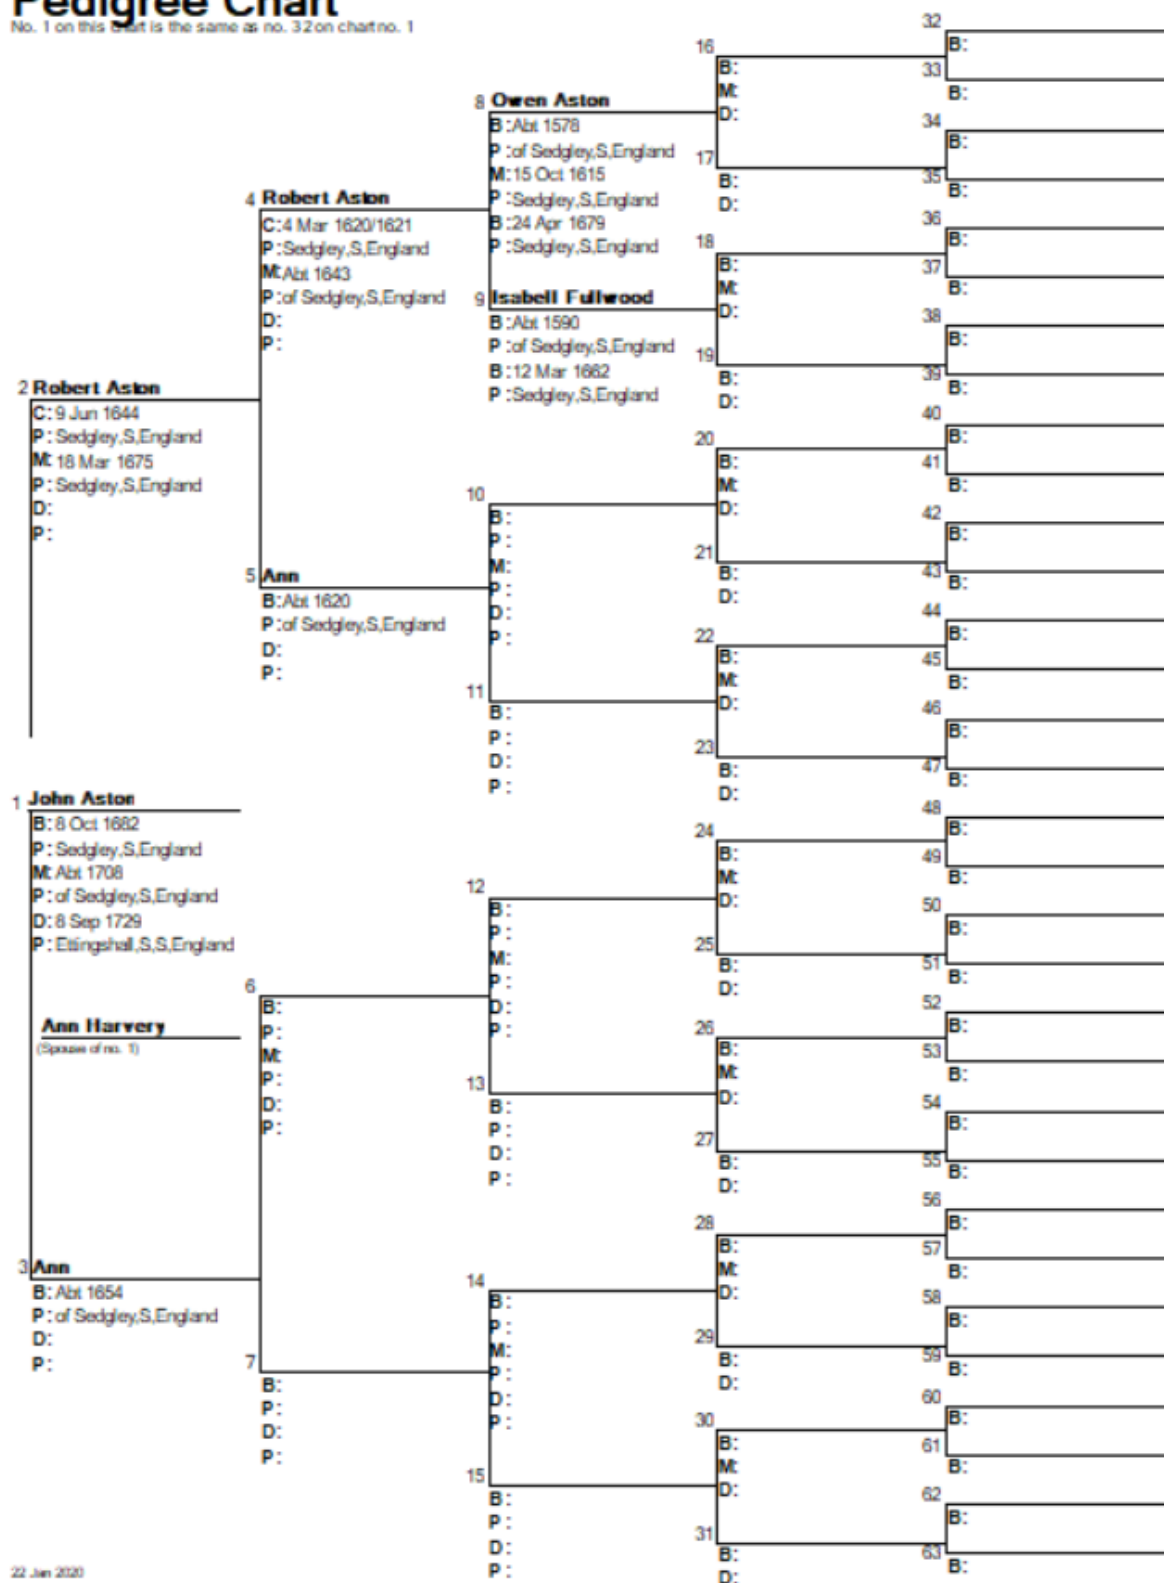 Pedigree Chart
No. 1 on this Chart is the same as no. 32 on chart no. 1
2 Robert Aston
C: 9 Jun 1644
P: Sedgley,S,England
M: 18 Mar 1675
P: Sedgley,S,England
D:
P:
1 John Aston
B: 8 Oct 1682
P: Sedgley,S,England
M: Abt 1708
P: of Sedgley,S,England
D: 8 Sep 1729
P: Ettingshall,S,S,England
Ann Harvery
(Spouse of no. 1)
3 Ann
B: Abt 1654
P: of Sedgley,S,England
D:
P:
22 Jan 2020
4 Robert Aston
C: 4 Mar 1620/1621
P: Sedgley,S,England
M: Abt 1643
P: of Sedgley,S,England
D:
P:
5 Ann
B: Abt 1620
P: of Sedgley,S,England
D:
P:
6
B:
P:
M:
P:
D:
P:
7
B:
P:
D:
P:
8 Owen Aston
B: Abt 1578
P: of Sedgley,S,England
M: 15 Oct 1615
P: Sedgley,S,England
B: 24 Apr 1679
P: Sedgley,S,England
9 Isabell Fullwood
B: Abt 1590
P: of Sedgley,S,England
B: 12 Mar 1662
P: Sedgley,S,England
10
B:
P:
M:
P:
D:
P:
11
B:
P:
D:
P:
12
B:
P:
M:
P:
D:
P:
13
B:
P:
D:
P:
14
B:
P:
M:
P:
D:
P:
15
B:
P:
D:
P:
16
B:
M:
D:
17
B:
D:
18
B:
M:
D:
19
B:
D:
20
B:
M:
D:
21
B:
D:
22
B:
M:
D:
23
B:
D:
24
B:
M:
D:
25
B:
D:
26
B:
M:
D:
27
B:
D:
28
B:
M:
D:
29
B:
D:
30
B:
M:
D:
31
B:
D:
32
B:
33
B:
34
B:
35
B:
36
B:
37
B:
38
B:
39
B:
40
B:
41
B:
42
B:
43
B:
44
B:
45
B:
46
B:
47
B:
48
B:
49
B:
50
B:
51
B:
52
B:
53
B:
54
B:
55
B:
56
B:
57
B:
58
B:
59
B:
60
B:
61
B:
62
B:
63
B: